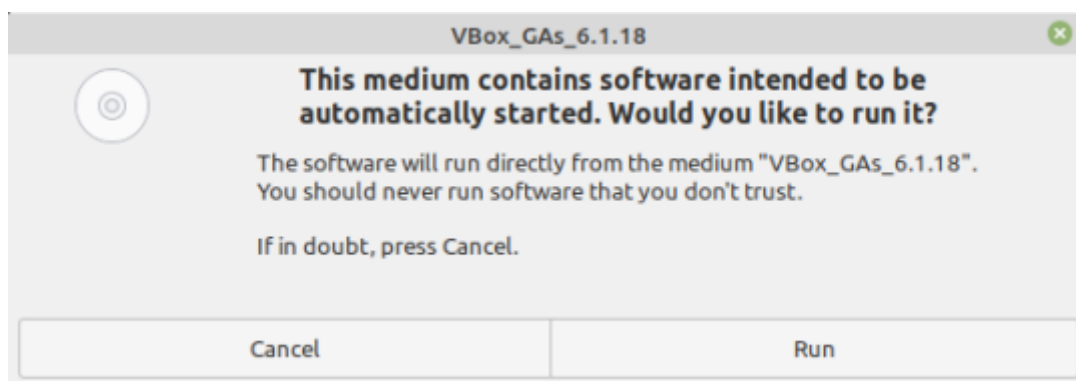 VBox_GAs_6.1.18
This medium contains software intended to be
automatically started. Would you like to run it?
The software will run directly from the medium "VBox_GAs_6.1.18".
You should never run software that you don't trust.
If in doubt, press Cancel.
Cancel
Run